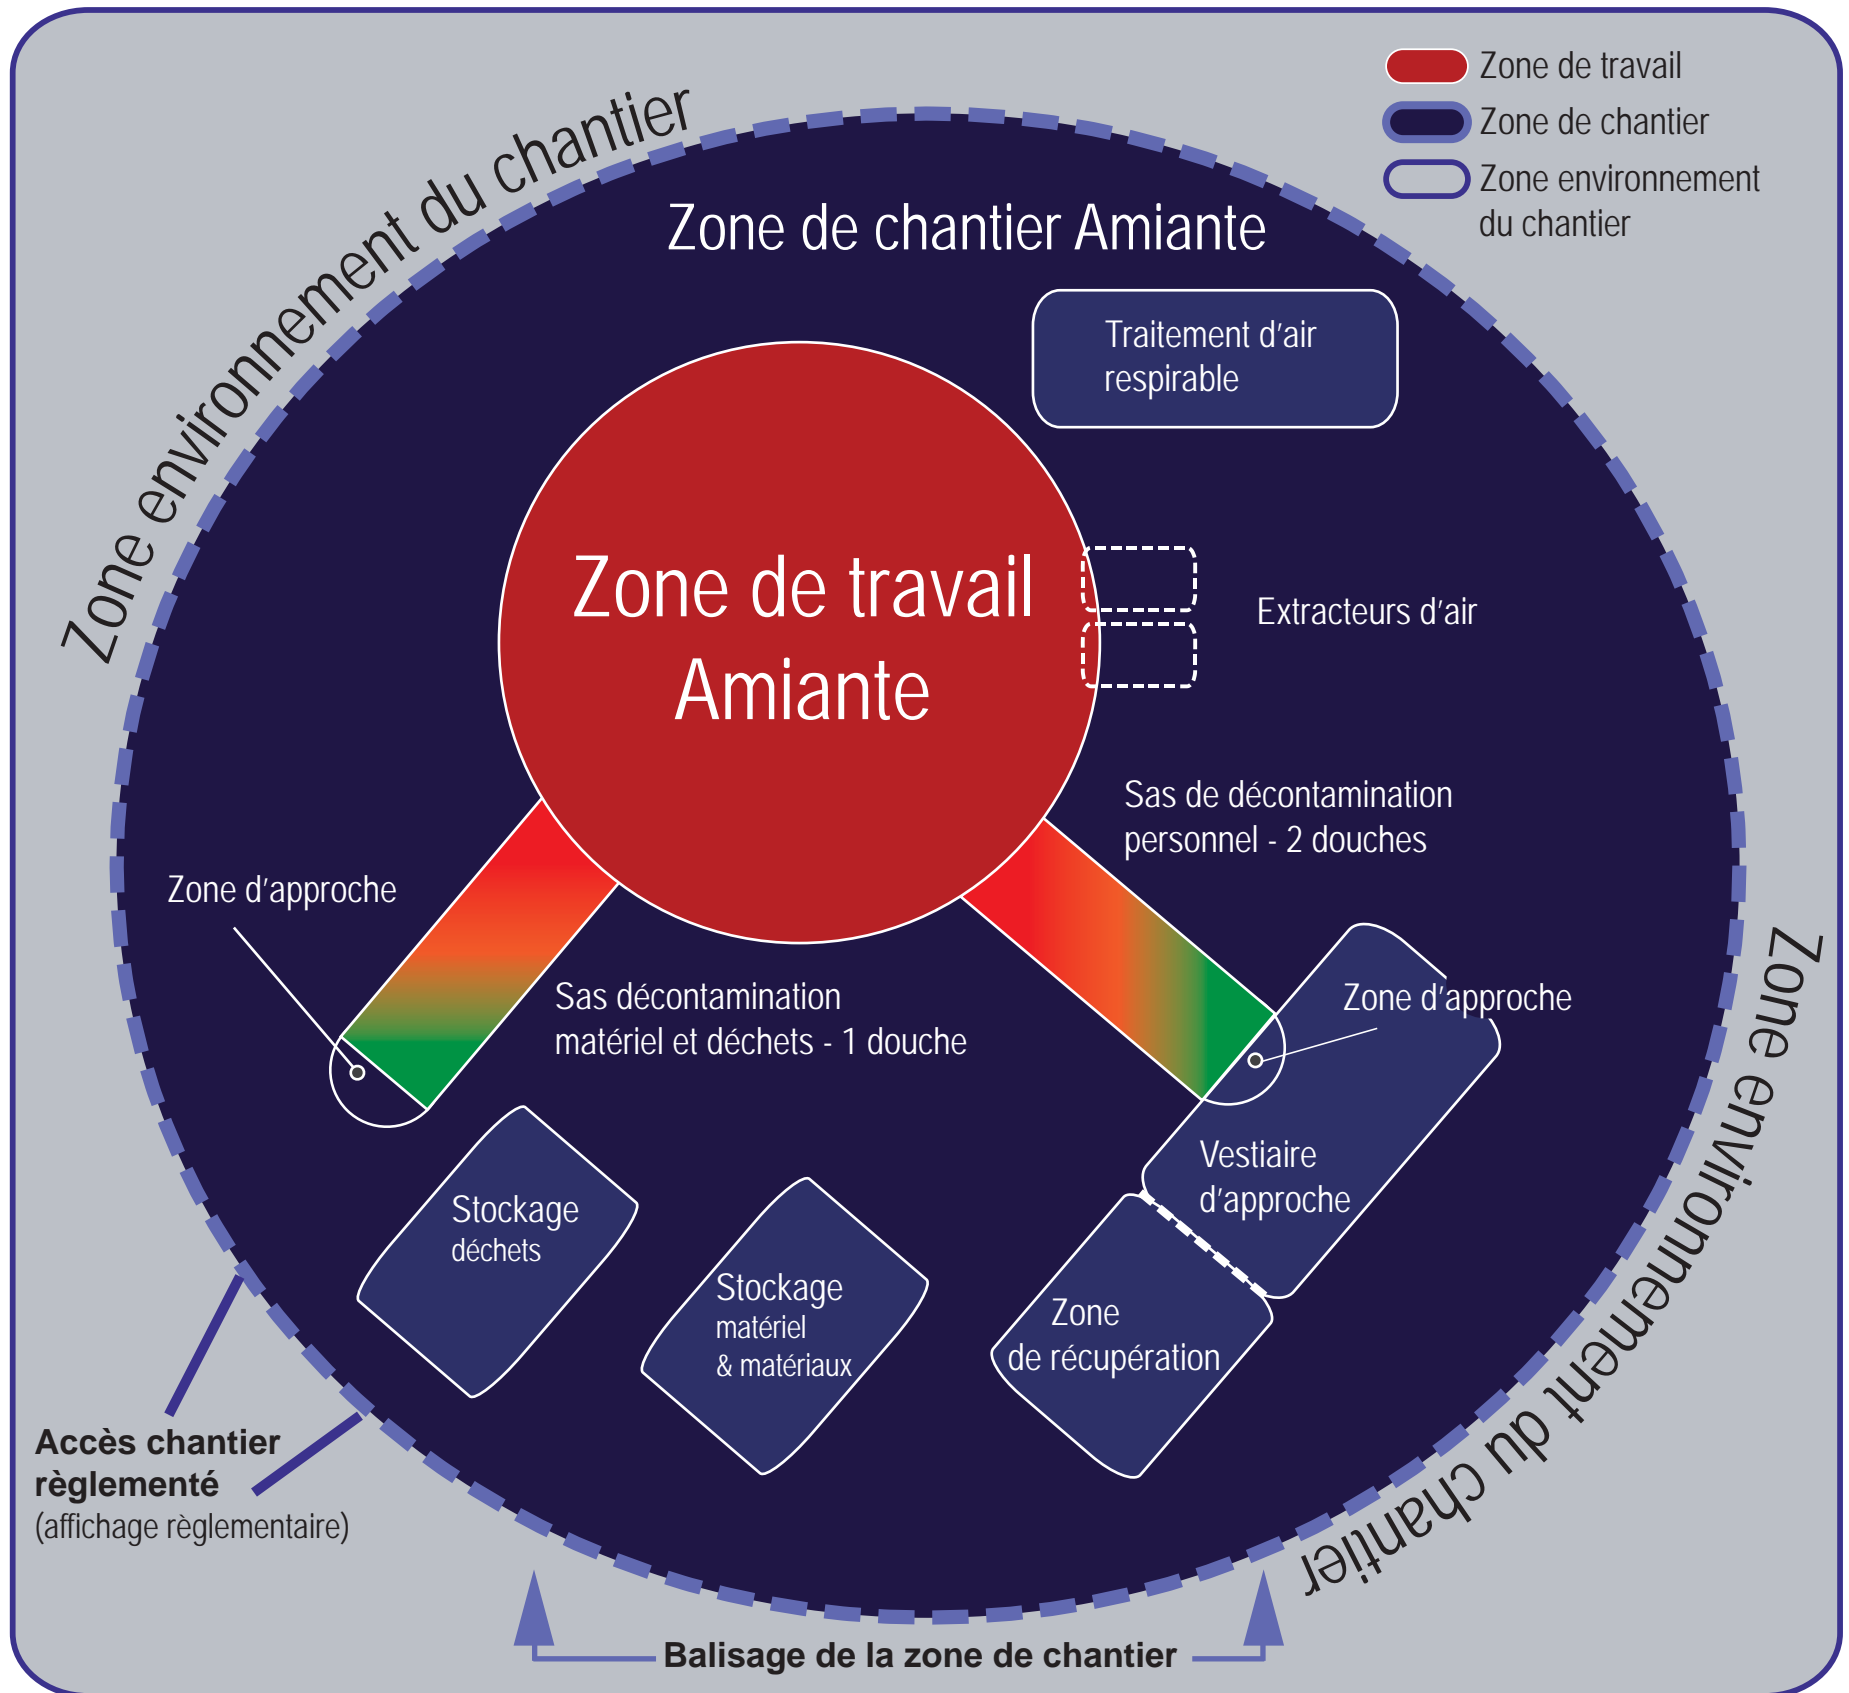 Zone de travail
Zone de chantier
Zone environnement
du chantier
Zone environnement du chantier
Zone de chantier Amiante
Traitement d'air
respirable
Zone de travail
Amiante
Extracteurs d'air
Sas de décontamination
personnel - 2 douches
Zone d'approche
Sas décontamination
matériel et déchets - 1 douche
Zone d'approche
Vestiaire
d'approche
Stockage
déchets
Stockage
matériel
& matériaux
Zone
de récupération
Zone environnement du chantier
Accès chantier
règlementé
(affichage règlementaire)
Balisage de la zone de chantier